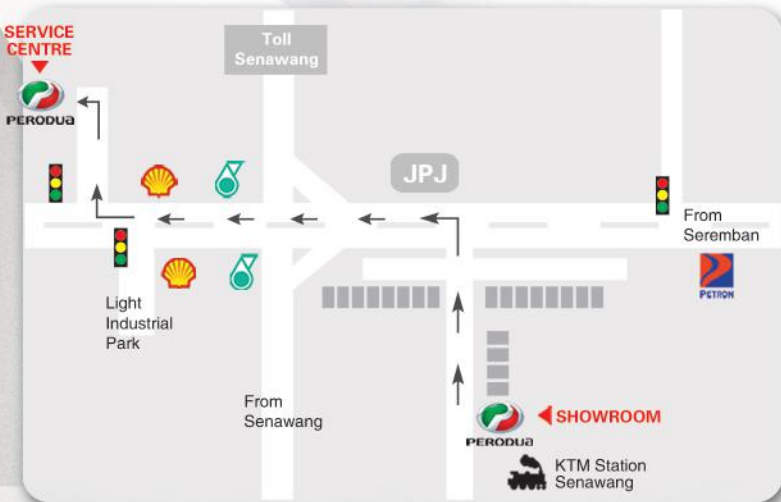 SERVICE
CENTRE
PERODUA
Toll
Senawang
JPJ
From
Seremban
PETRON
Light
Industrial
Park
From
Senawang
SHOWROOM
PERODUA
KTM Station
Senawang